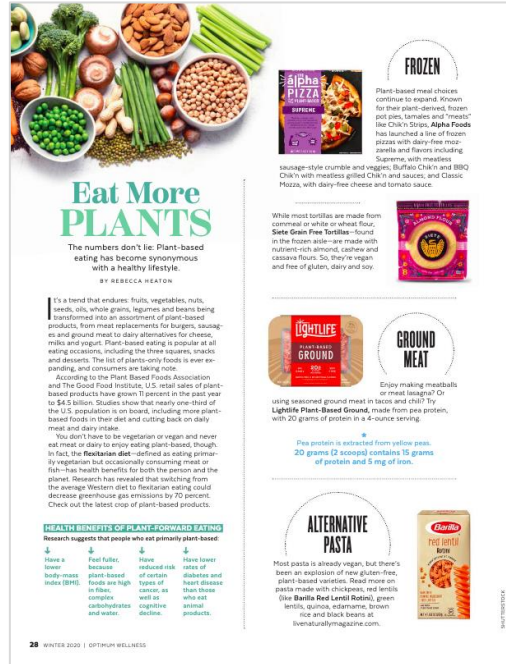 Eat More
PLANTS
The numbers don't lie: Plant-based
eating has become synonymous
with a healthy lifestyle.
BY REBECCA HEATON
It's a trend that endures: fruits, vegetables, nuts,
seeds, oils, whole grains, legumes and beans being
transformed into an assortment of plant-based
products, from meat replacements for burgers, sausag-
es and ground meat to dairy alternatives for cheese,
milks and yogurt. Plant-based eating is popular at all
eating occasions, including the three squares, snacks
and desserts. The list of plants-only foods is ever ex-
panding, and consumers are taking note.
According to the Plant Based Foods Association
and The Good Food Institute, U.S. retail sales of plant-
based products have grown 11 percent in the past year
to $4.5 billion. Studies show that nearly one-third of
the U.S. population is on board, including more plant-
based foods in their diet and cutting back on daily
meat and dairy intake.
You don't have to be vegetarian or vegan and never
eat meat or dairy to enjoy eating plant-based, though.
In fact, the flexitarian diet—defined as eating primar-
ily vegetarian but occasionally consuming meat or
fish—has health benefits for both the person and the
planet. Research has revealed that switching from
the average Western diet to flexitarian eating could
decrease greenhouse gas emissions by 70 percent.
Check out the latest crop of plant-based products.
HEALTH BENEFITS OF PLANT-FORWARD EATING
Research suggests that people who eat primarily plant-based:
Have a
lower
body-mass
index (BMI).
Feel fuller,
because
plant-based
foods are high
in fiber,
complex
carbohydrates
and water.
Have
reduced risk
of certain
types of
cancer, as
well as
cognitive
decline.
Have lower
rates of
diabetes and
heart disease
than those
who eat
animal
products.
28 WINTER 2020 | OPTIMUM WELLNESS
FROZEN
alpha
PIZZA
PLANT-BASED
SUPREME
Plant-based meal choices
continue to expand. Known
for their plant-derived, frozen
pot pies, tamales and "meats"
like Chik'n Strips, Alpha Foods
has launched a line of frozen
pizzas with dairy-free moz-
zarella and flavors including
Supreme, with meatless
sausage-style crumble and veggies; Buffalo Chik'n and BBQ
Chik'n with meatless grilled Chik'n and sauces; and Classic
Mozza, with dairy-free cheese and tomato sauce.
While most tortillas are made from
cornmeal or white or wheat flour,
Siete Grain Free Tortillas—found
in the frozen aisle—are made with
nutrient-rich almond, cashew and
cassava flours. So, they're vegan
and free of gluten, dairy and soy.
ALMOND FLOUR
SIETE
LIGHTLIFE
PLANT-BASED
GROUND
20g
GROUND
MEAT
Enjoy making meatballs
or meat lasagna? Or
using seasoned ground meat in tacos and chili? Try
Lightlife Plant-Based Ground, made from pea protein,
with 20 grams of protein in a 4-ounce serving.
Pea protein is extracted from yellow peas.
20 grams (2 scoops) contains 15 grams
of protein and 5 mg of iron.
ALTERNATIVE
PASTA
Most pasta is already vegan, but there's
been an explosion of new gluten-free,
plant-based varieties. Read more on
pasta made with chickpeas, red lentils
(like Barilla Red Lentil Rotini), green
lentils, quinoa, edamame, brown
rice and black beans at
livenaturallymagazine.com.
Barilla
red lentil
Rotini
SHUTTERSTOCK